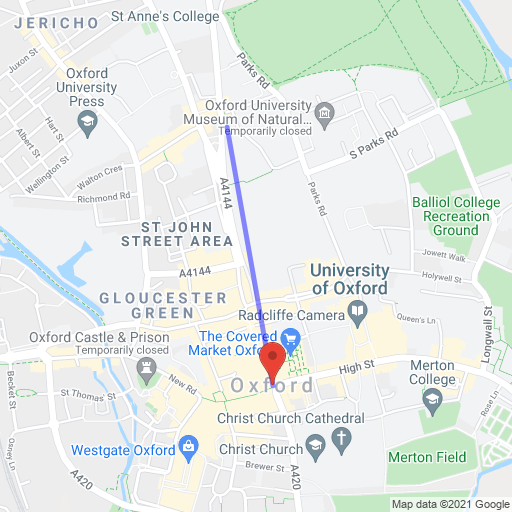 St Anne's College
JERICHO
Juxon St
Parks Rd
Oxford
University
Press
Oxford University
Museum of Natural...
Temporarily closed
Hart St
Albert St
S Parks Rd
Walton Cres
Wellington St
A4144
Richmond Rd
Parks Rd
Balliol College
Recreation
Ground
ST JOHN
STREET AREA
Jowett Walk
A4144
University
of Oxford
Holywell St
GLOUCESTER
GREEN
Radcliffe Camera
Queen's Ln
Longwall St
Oxford Castle & Prison
Temporarily closed
The Covered
Market Oxfo
High St
Merton
College
Becket St
New Rd
Oxford
St Thomas' St
Rose Ln
Christ Church Cathedral
Osney Ln
Westgate Oxford
Christ Church
Merton Field
Brewer St
A420
A420
Map data ©2021 Google